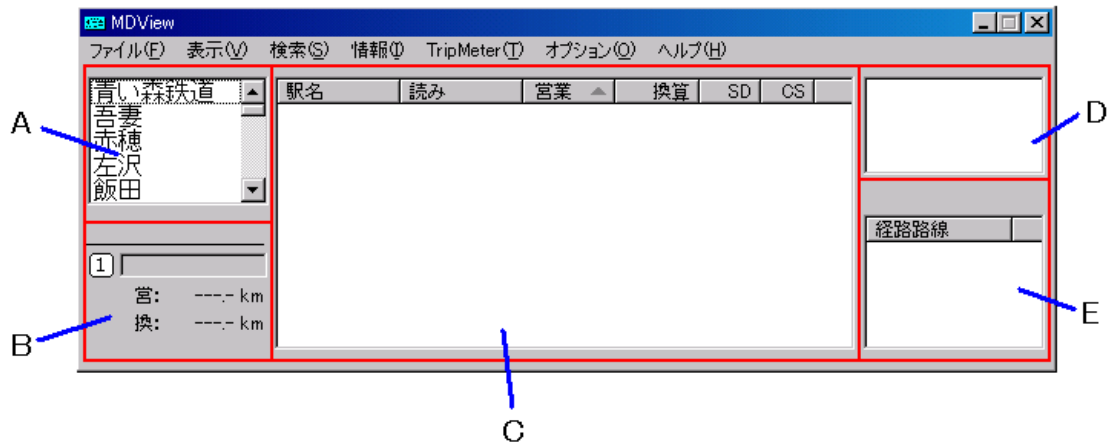 MDView
ファイル(F) 表示(V) 検索(S) 情報(I) TripMeter(T) オプション(O) ヘルプ(H)
青い森鉄道
吾妻
赤穂
左沢
飯田
駅名 読み 営業 換算 SD CS
経路路線
1
営: ---.- km
換: ---.- km
A
B
C
D
E